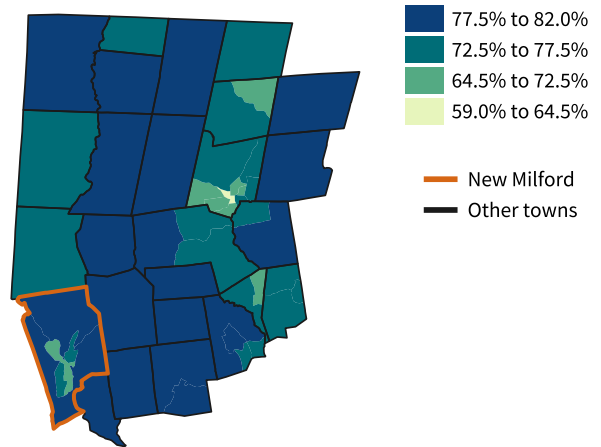 77.5% to 82.0%
72.5% to 77.5%
64.5% to 72.5%
59.0% to 64.5%
New Milford
Other towns